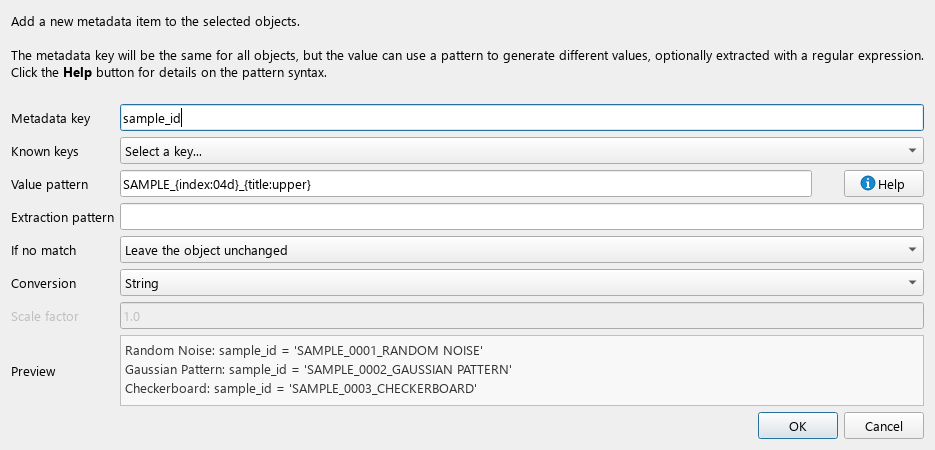 Add a new metadata item to the selected objects.
The metadata key will be the same for all objects, but the value can use a pattern to generate different values, optionally extracted with a regular expression.
Click the Help button for details on the pattern syntax.
Metadata key sample_id
Known keys Select a key...
Value pattern SAMPLE_{index:04d}_{title:upper} Help
Extraction pattern
If no match Leave the object unchanged
Conversion String
Scale factor 1.0
Preview
Random Noise: sample_id = 'SAMPLE_0001_RANDOM NOISE'
Gaussian Pattern: sample_id = 'SAMPLE_0002_GAUSSIAN PATTERN'
Checkerboard: sample_id = 'SAMPLE_0003_CHECKERBOARD'
OK Cancel